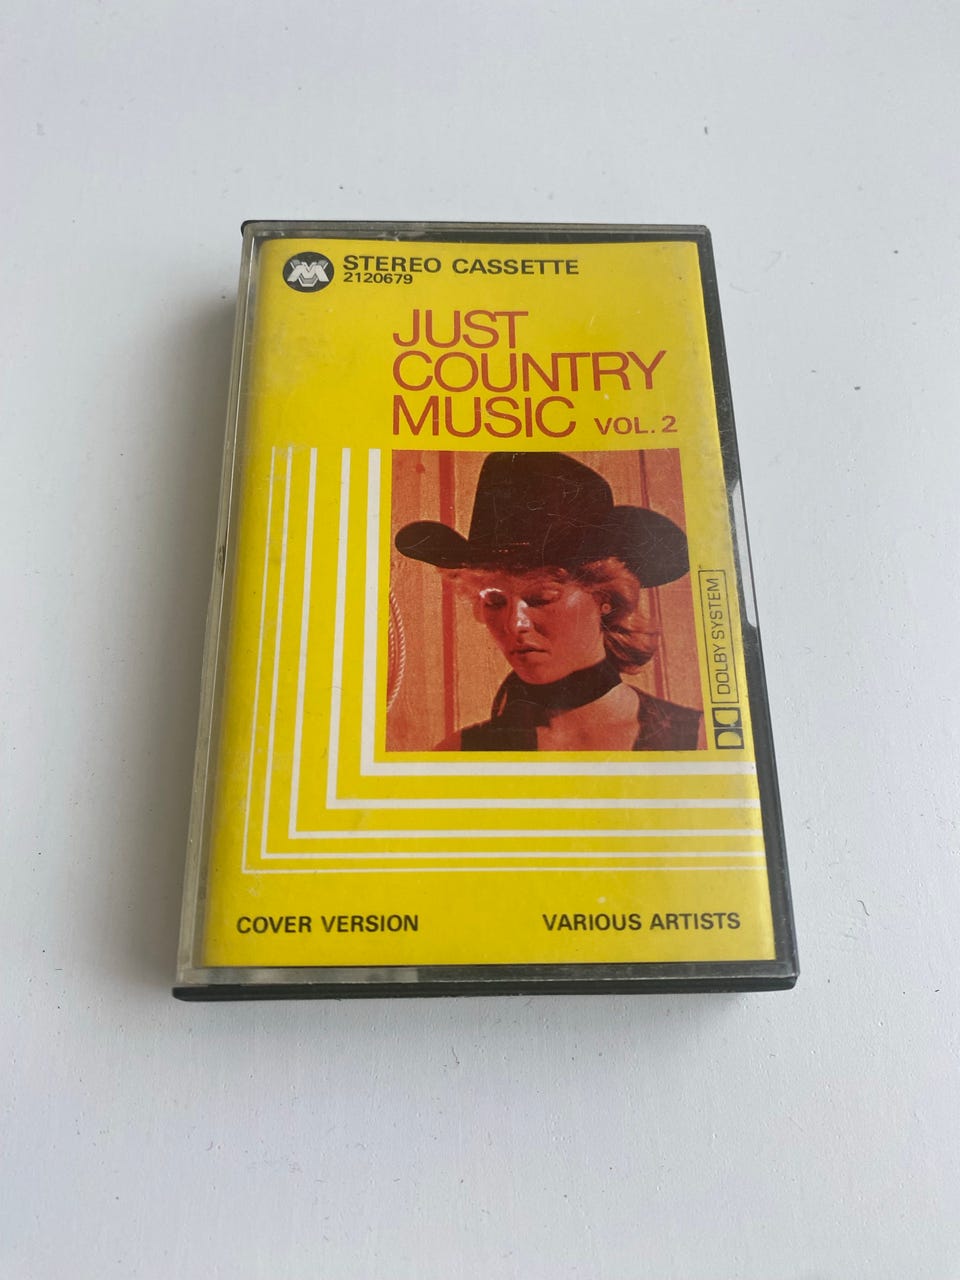 STEREO CASSETTE
2120679
JUST
COUNTRY
MUSIC VOL. 2
DOLBY SYSTEM
COVER VERSION
VARIOUS ARTISTS